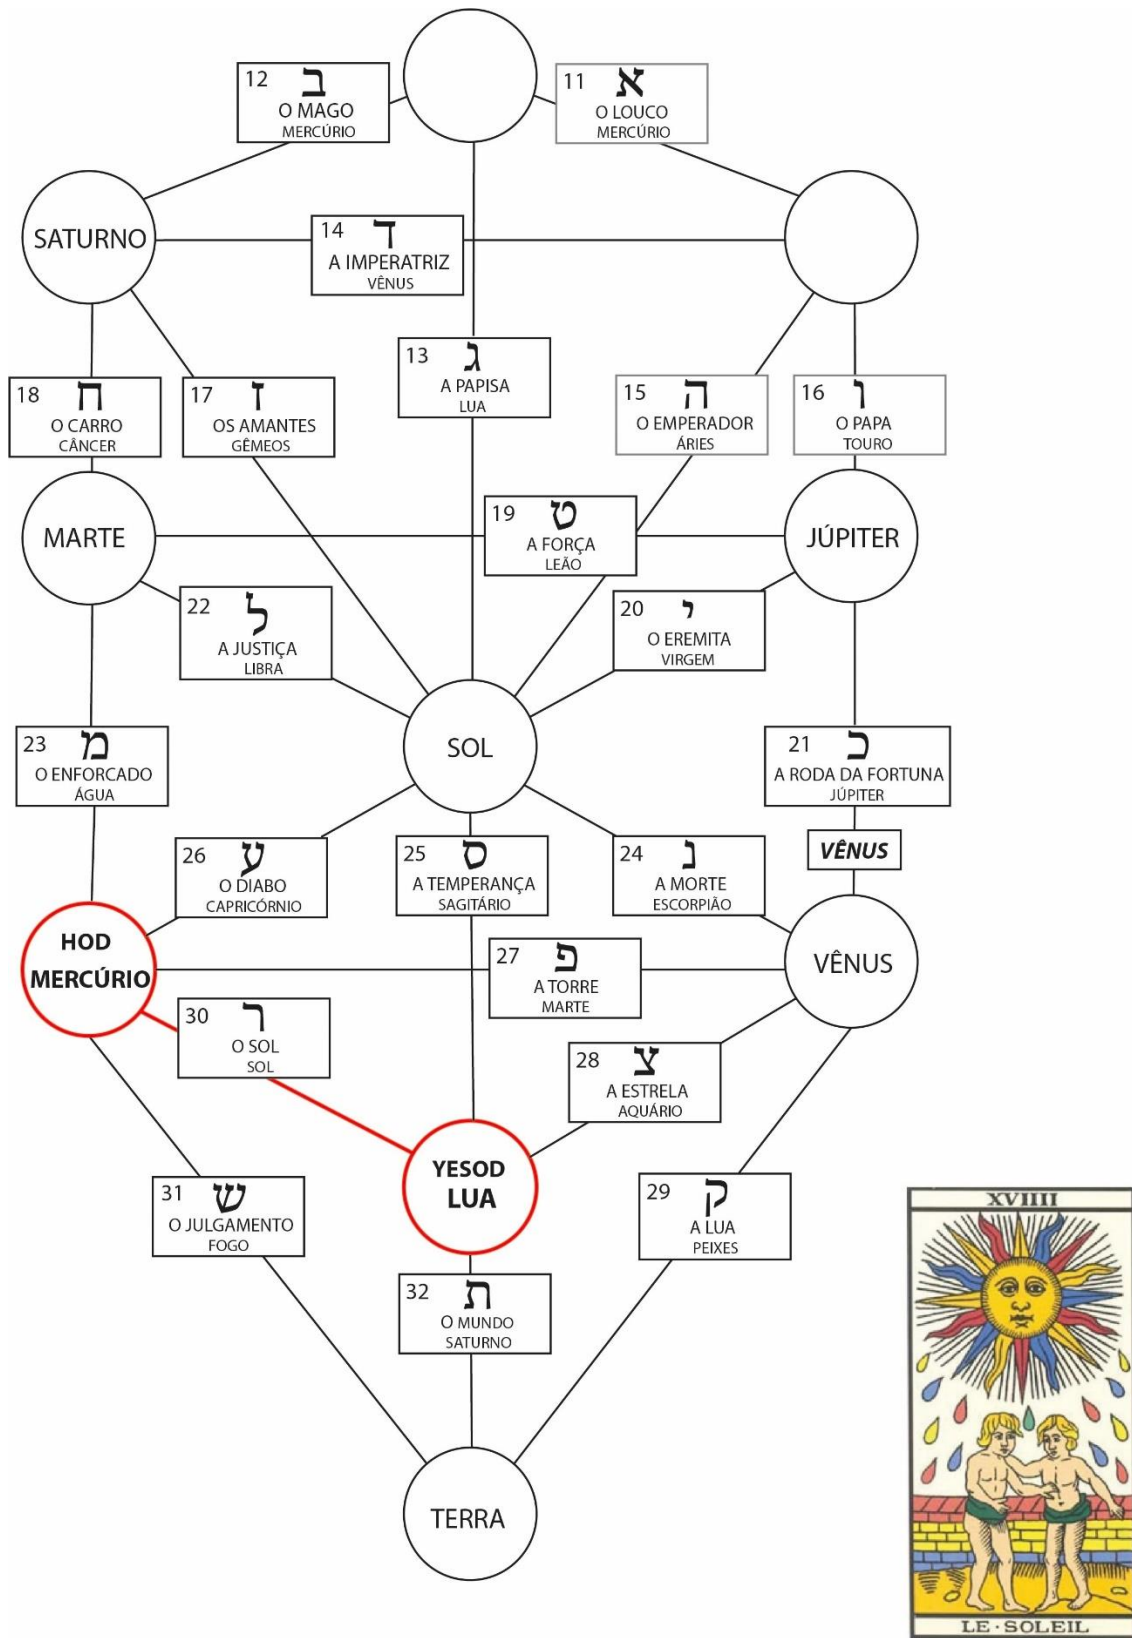 12 ב
O MAGO
MERCÚRIO
11 א
O LOUCO
MERCÚRIO
SATURNO
14 ד
A IMPERATRIZ
VÊNUS
13 ג
A PAPISA
LUA
18 ח
O CARRO
CÂNCER
17 ז
OS AMANTES
GÊMEOS
15 ה
O EMPERADOR
ÁRIES
16 ו
O PAPA
TOURO
MARTE
19 ט
A FORÇA
LEÃO
JÚPITER
22 ל
A JUSTIÇA
LIBRA
20 י
O EREMITA
VIRGEM
23 מ
O ENFORCADO
ÁGUA
SOL
21 כ
A RODA DA FORTUNA
JÚPITER
VÊNUS
26 ע
O DIABO
CAPRICÓRNIO
25 ס
A TEMPERANÇA
SAGITÁRIO
24 נ
A MORTE
ESCORPIÃO
HOD
MERCÚRIO
27 פ
A TORRE
MARTE
VÊNUS
30 ר
O SOL
SOL
28 צ
A ESTRELA
AQUÁRIO
YESOD
LUA
31 ש
O JULGAMENTO
FOGO
29 ק
A LUA
PEIXES
32 ת
O MUNDO
SATURNO
TERRA
XVIIII
LE·SOLEIL